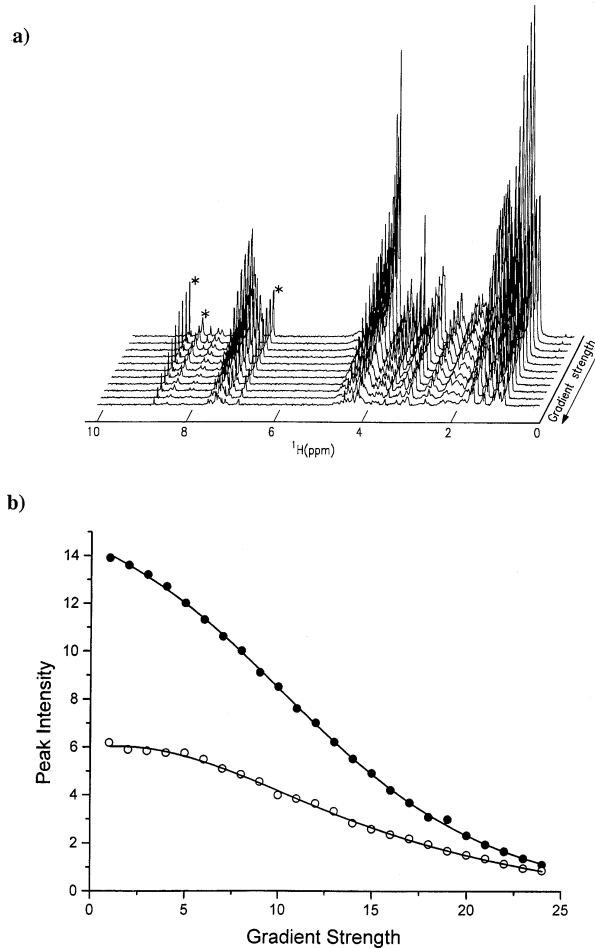 a)
*
*
*
Gradient strength
10 8 6 4 2 0
¹H(ppm)
b)
14
12
10
8
6
4
2
0
Peak Intensity
0 5 10 15 20 25
Gradient Strength